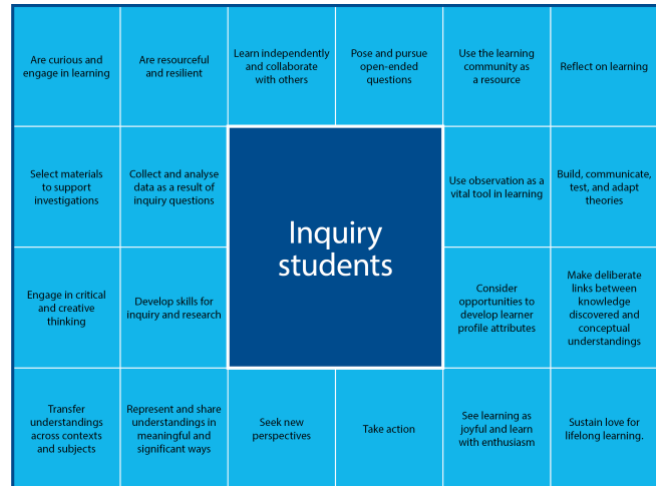 Are curious and
engage in learning
Are resourceful
and resilient
Learn independently
and collaborate
with others
Pose and pursue
open-ended
questions
Use the learning
community as
a resource
Reflect on learning
Select materials
to support
investigations
Collect and analyse
data as a result of
inquiry questions
Inquiry
students
Use observation as a
vital tool in learning
Build, communicate,
test, and adapt
theories
Engage in critical
and creative
thinking
Develop skills for
inquiry and research
Consider
opportunities to
develop learner
profile attributes
Make deliberate
links between
knowledge
discovered and
conceptual
understandings
Transfer
understandings
across contexts
and subjects
Represent and share
understandings in
meaningful and
significant ways
Seek new
perspectives
Take action
See learning as
joyful and learn
with enthusiasm
Sustain love for
lifelong learning.